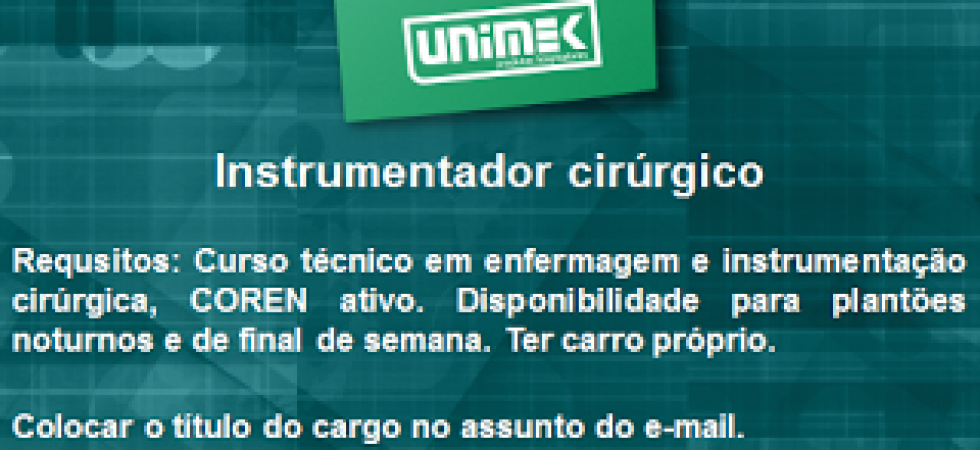 UNIMEK
Instrumentador cirúrgico
Requsitos: Curso técnico em enfermagem e instrumentação
cirúrgica, COREN ativo. Disponibilidade para plantões
noturnos e de final de semana. Ter carro próprio.
Colocar o título do cargo no assunto do e-mail.